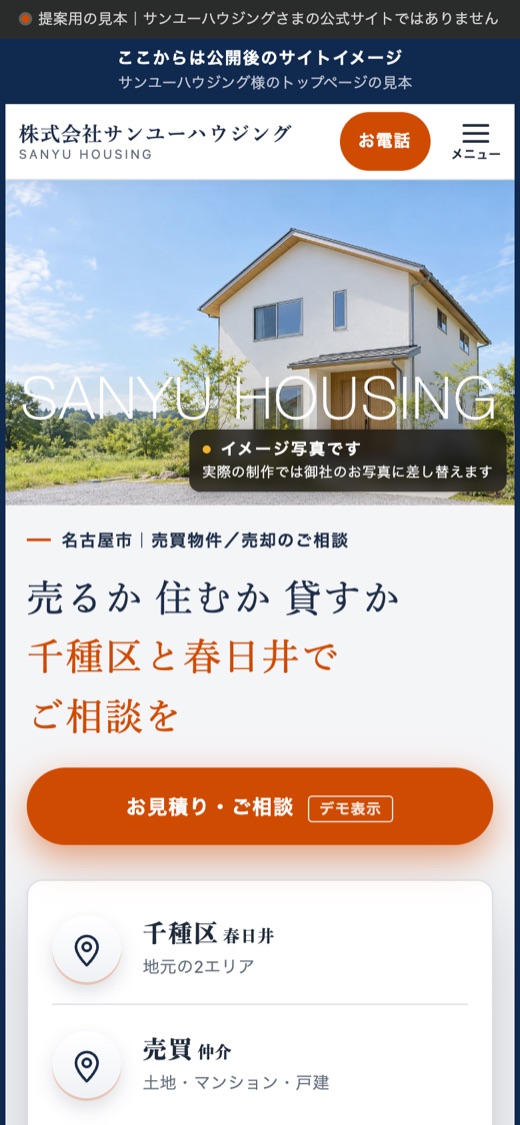 提案用の見本｜サンユーハウジングさまの公式サイトではありません
ここからは公開後のサイトイメージ
サンユーハウジング様のトップページの見本
株式会社サンユーハウジング
SANYU HOUSING
お電話
メニュー
SANYU HOUSING
イメージ写真です
実際の制作では御社のお写真に差し替えます
名古屋市｜売買物件／売却のご相談
売るか 住むか 貸すか
千種区と春日井で
ご相談を
お見積り・ご相談 デモ表示
千種区 春日井
地元の2エリア
売買 仲介
土地・マンション・戸建